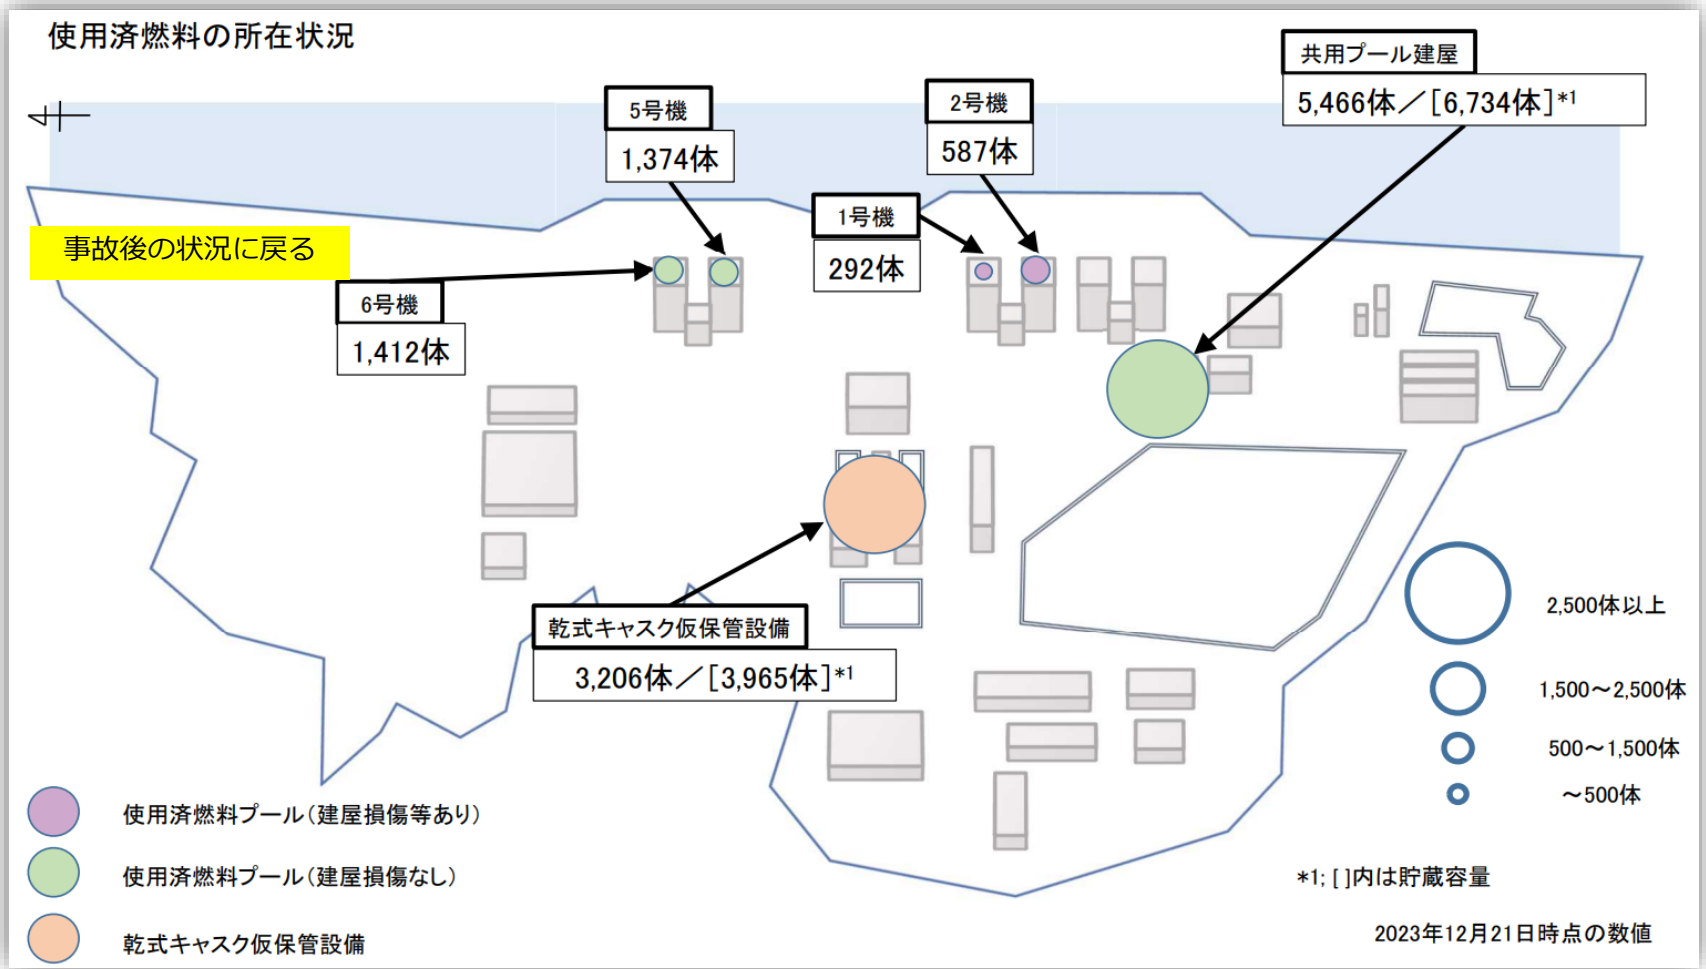 使用済燃料の所在状況
共用プール建屋
5,466体／[6,734体]*1
5号機
1,374体
2号機
587体
1号機
292体
事故後の状況に戻る
6号機
1,412体
乾式キャスク仮保管設備
3,206体／[3,965体]*1
2,500体以上
1,500～2,500体
500～1,500体
～500体
使用済燃料プール（建屋損傷等あり）
使用済燃料プール（建屋損傷なし）
乾式キャスク仮保管設備
*1; [ ]内は貯蔵容量
2023年12月21日時点の数値